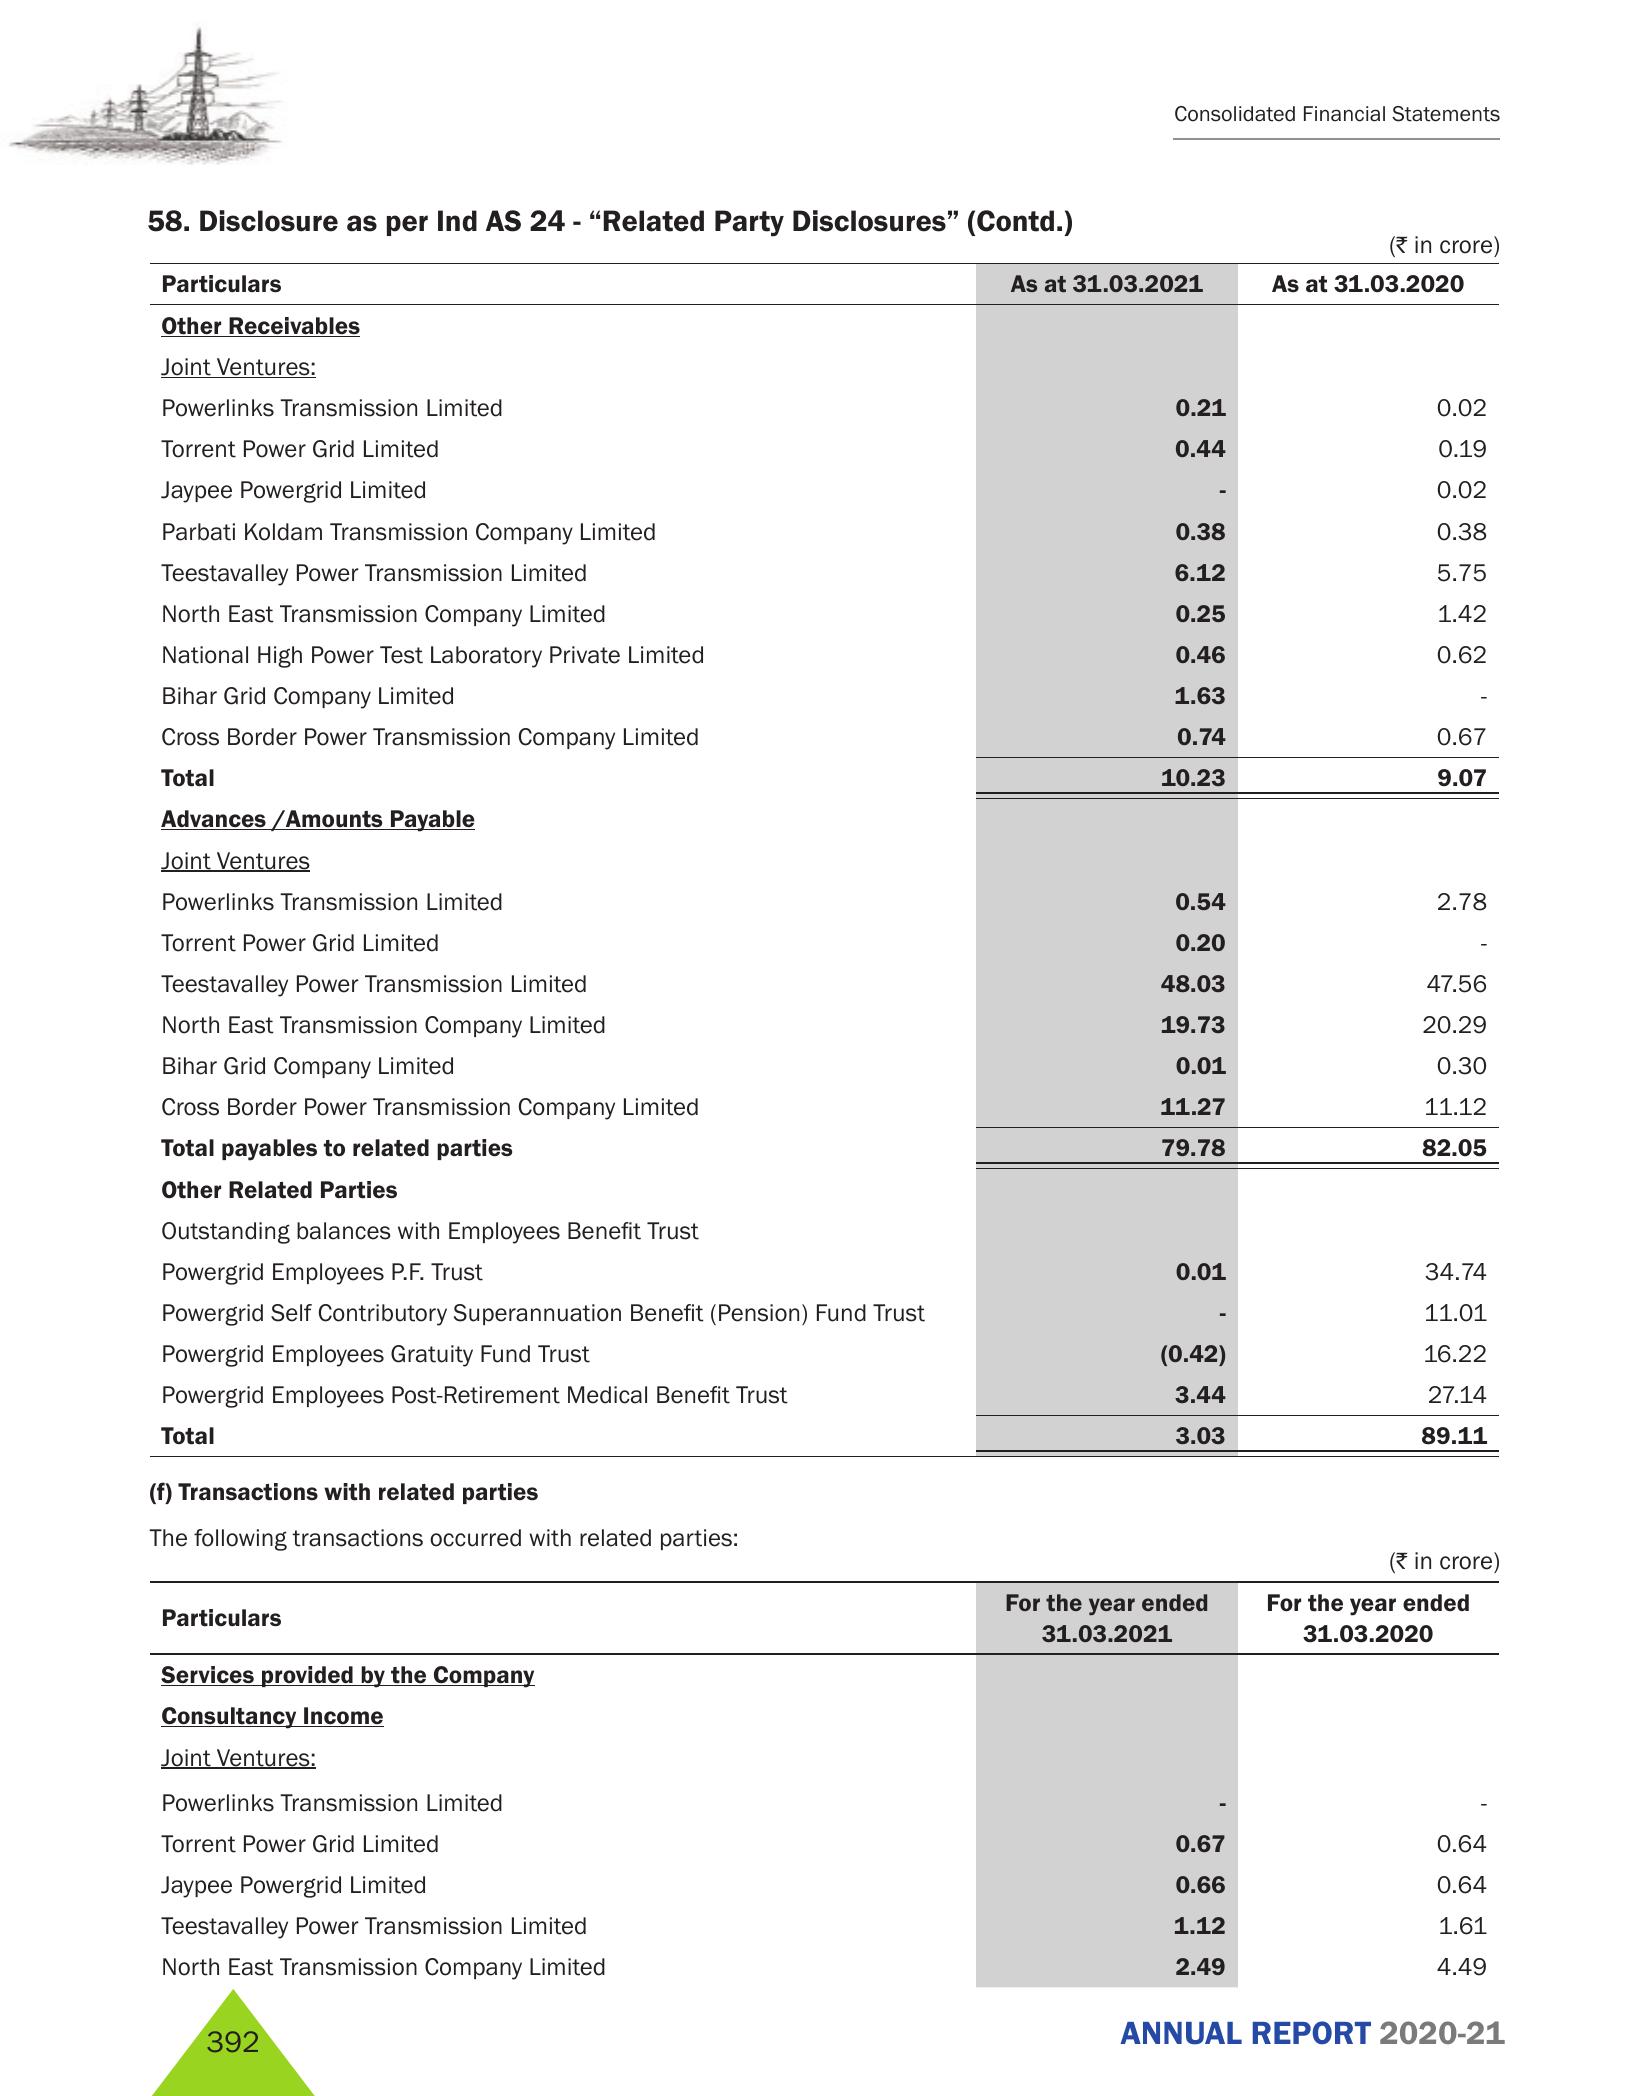 Consolidated Financial Statements
58. Disclosure as per Ind AS 24 - “Related Party Disclosures” (Contd.)
(₹ in crore)
Particulars As at 31.03.2021 As at 31.03.2020
Other Receivables
Joint Ventures:
Powerlinks Transmission Limited 0.21 0.02
Torrent Power Grid Limited 0.44 0.19
Jaypee Powergrid Limited - 0.02
Parbati Koldam Transmission Company Limited 0.38 0.38
Teestavalley Power Transmission Limited 6.12 5.75
North East Transmission Company Limited 0.25 1.42
National High Power Test Laboratory Private Limited 0.46 0.62
Bihar Grid Company Limited 1.63 -
Cross Border Power Transmission Company Limited 0.74 0.67
Total 10.23 9.07
Advances /Amounts Payable
Joint Ventures
Powerlinks Transmission Limited 0.54 2.78
Torrent Power Grid Limited 0.20 -
Teestavalley Power Transmission Limited 48.03 47.56
North East Transmission Company Limited 19.73 20.29
Bihar Grid Company Limited 0.01 0.30
Cross Border Power Transmission Company Limited 11.27 11.12
Total payables to related parties 79.78 82.05
Other Related Parties
Outstanding balances with Employees Benefit Trust
Powergrid Employees P.F. Trust 0.01 34.74
Powergrid Self Contributory Superannuation Benefit (Pension) Fund Trust - 11.01
Powergrid Employees Gratuity Fund Trust (0.42) 16.22
Powergrid Employees Post-Retirement Medical Benefit Trust 3.44 27.14
Total 3.03 89.11
(f) Transactions with related parties
The following transactions occurred with related parties:
(₹ in crore)
Particulars For the year ended 31.03.2021 For the year ended 31.03.2020
Services provided by the Company
Consultancy Income
Joint Ventures:
Powerlinks Transmission Limited - -
Torrent Power Grid Limited 0.67 0.64
Jaypee Powergrid Limited 0.66 0.64
Teestavalley Power Transmission Limited 1.12 1.61
North East Transmission Company Limited 2.49 4.49
392
ANNUAL REPORT 2020-21